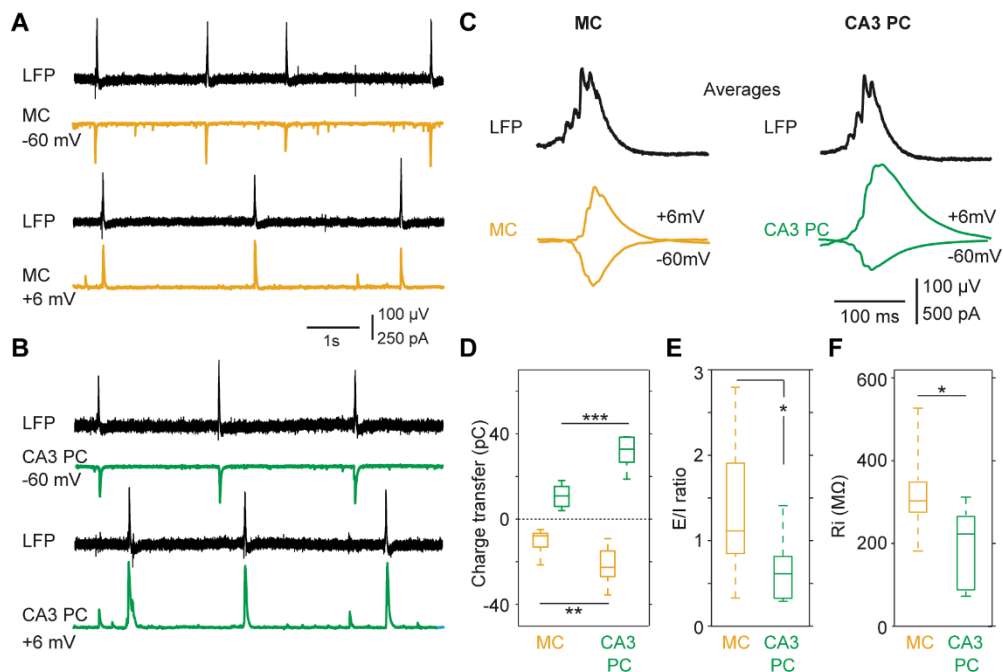 A
LFP
MC
-60 mV
LFP
MC
+6 mV
1s
100 µV
250 pA
B
LFP
CA3 PC
-60 mV
LFP
CA3 PC
+6 mV
C
MC
CA3 PC
Averages
LFP
LFP
MC
+6mV
-60mV
CA3 PC
+6mV
-60mV
100 ms
100 µV
500 pA
D
Charge transfer (pC)
40
0
-40
***
**
MC
CA3
PC
E
E/I ratio
3
2
1
0
*
MC
CA3
PC
F
Ri (MΩ)
600
400
200
0
*
MC
CA3
PC